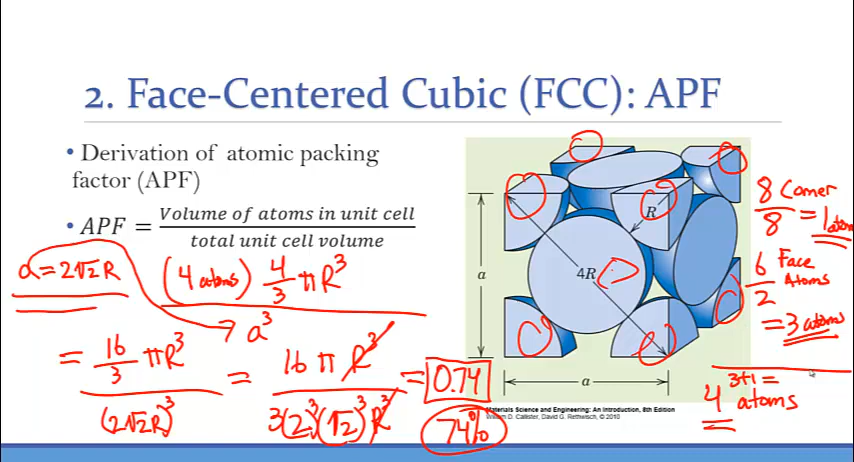 2. Face-Centered Cubic (FCC): APF
• Derivation of atomic packing
factor (APF)
• APF = Volume of atoms in unit cell / total unit cell volume
a = 2√2 R
(4 atoms) 4/3 πR³
a³
= 16/3 πR³ / (2√2R)³ = 16 π R³ / 3(2)³(√2)³R³ = 0.74
74%
R
4R
a
a
8 Corner
8/8 = 1 atom
6/2 Face Atoms
= 3 atoms
3+1 =
4 atoms
Materials Science and Engineering: An Introduction, 8th Edition
William D. Callister, David G. Rethwisch, © 2010